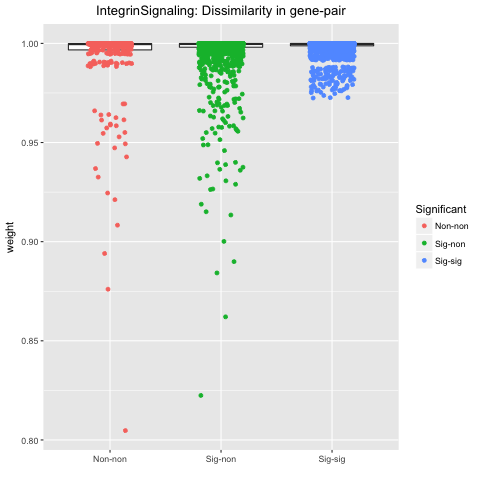 IntegrinSignaling: Dissimilarity in gene-pair
1.00
0.95
0.90
0.85
0.80
weight
Non-non
Sig-non
Sig-sig
Significant
Non-non
Sig-non
Sig-sig